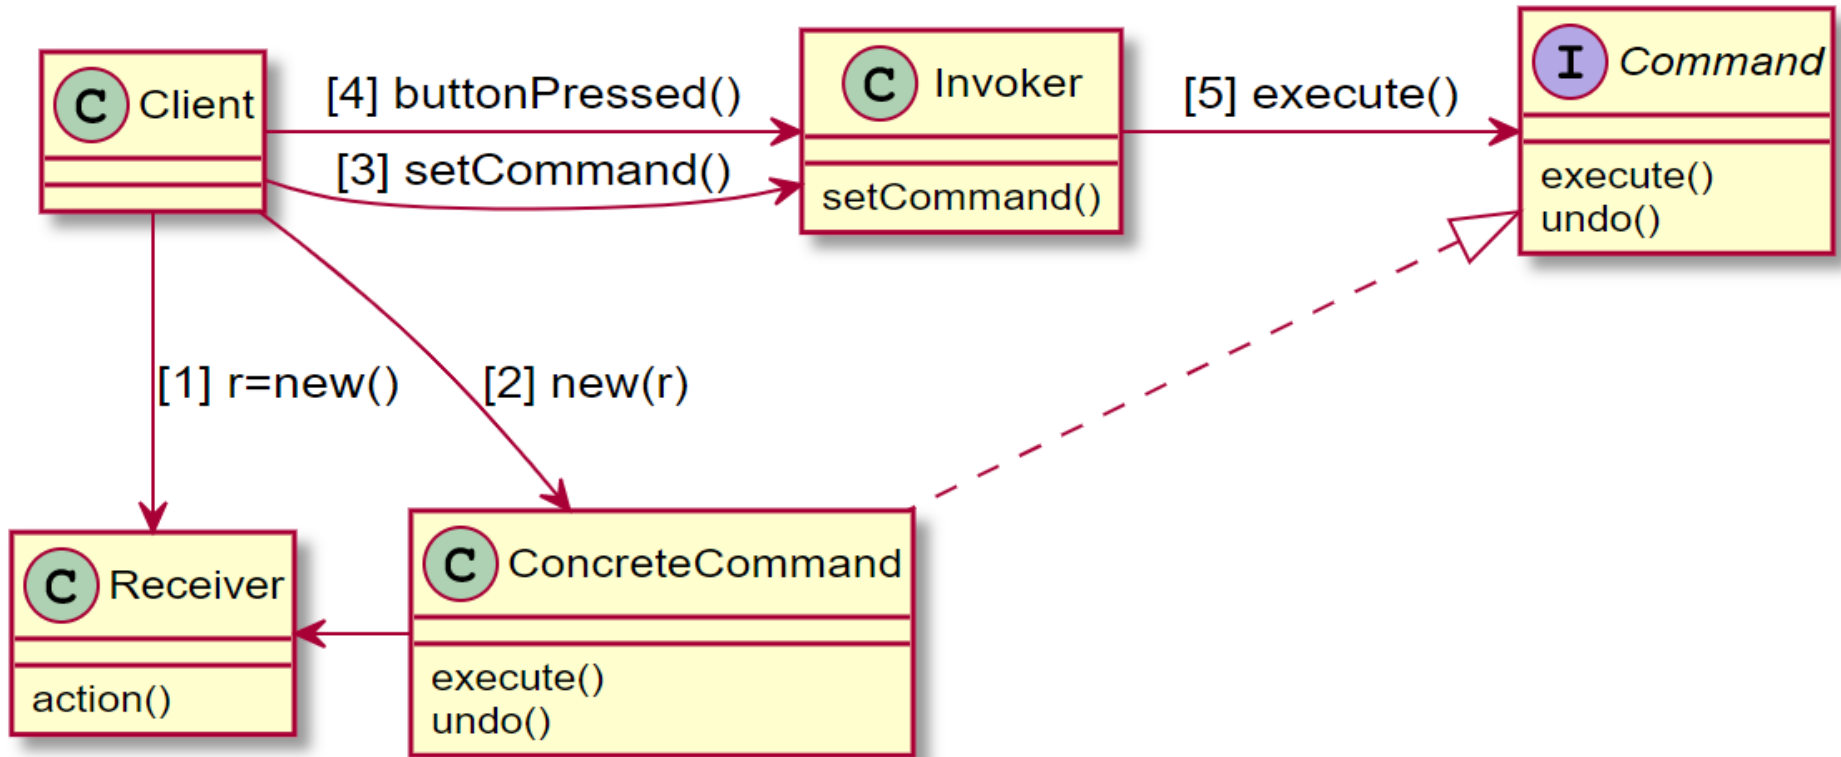 C Client
[4] buttonPressed()
[3] setCommand()
C Invoker
setCommand()
[5] execute()
I Command
execute()
undo()
[1] r=new()
[2] new(r)
C Receiver
action()
C ConcreteCommand
execute()
undo()